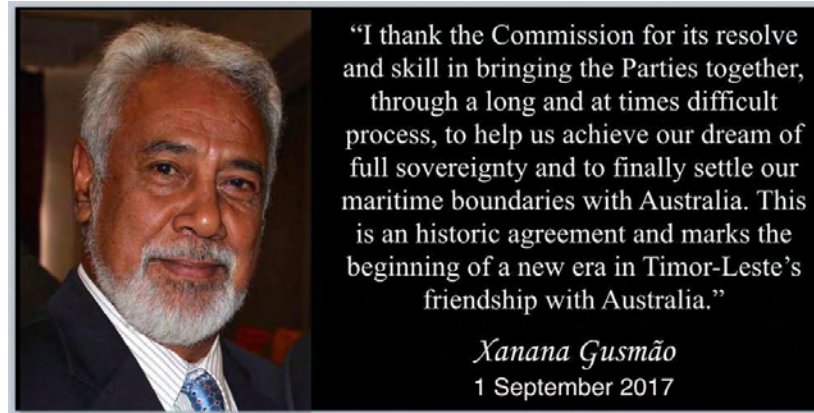 “I thank the Commission for its resolve
and skill in bringing the Parties together,
through a long and at times difficult
process, to help us achieve our dream of
full sovereignty and to finally settle our
maritime boundaries with Australia. This
is an historic agreement and marks the
beginning of a new era in Timor-Leste’s
friendship with Australia.”
Xanana Gusmão
1 September 2017